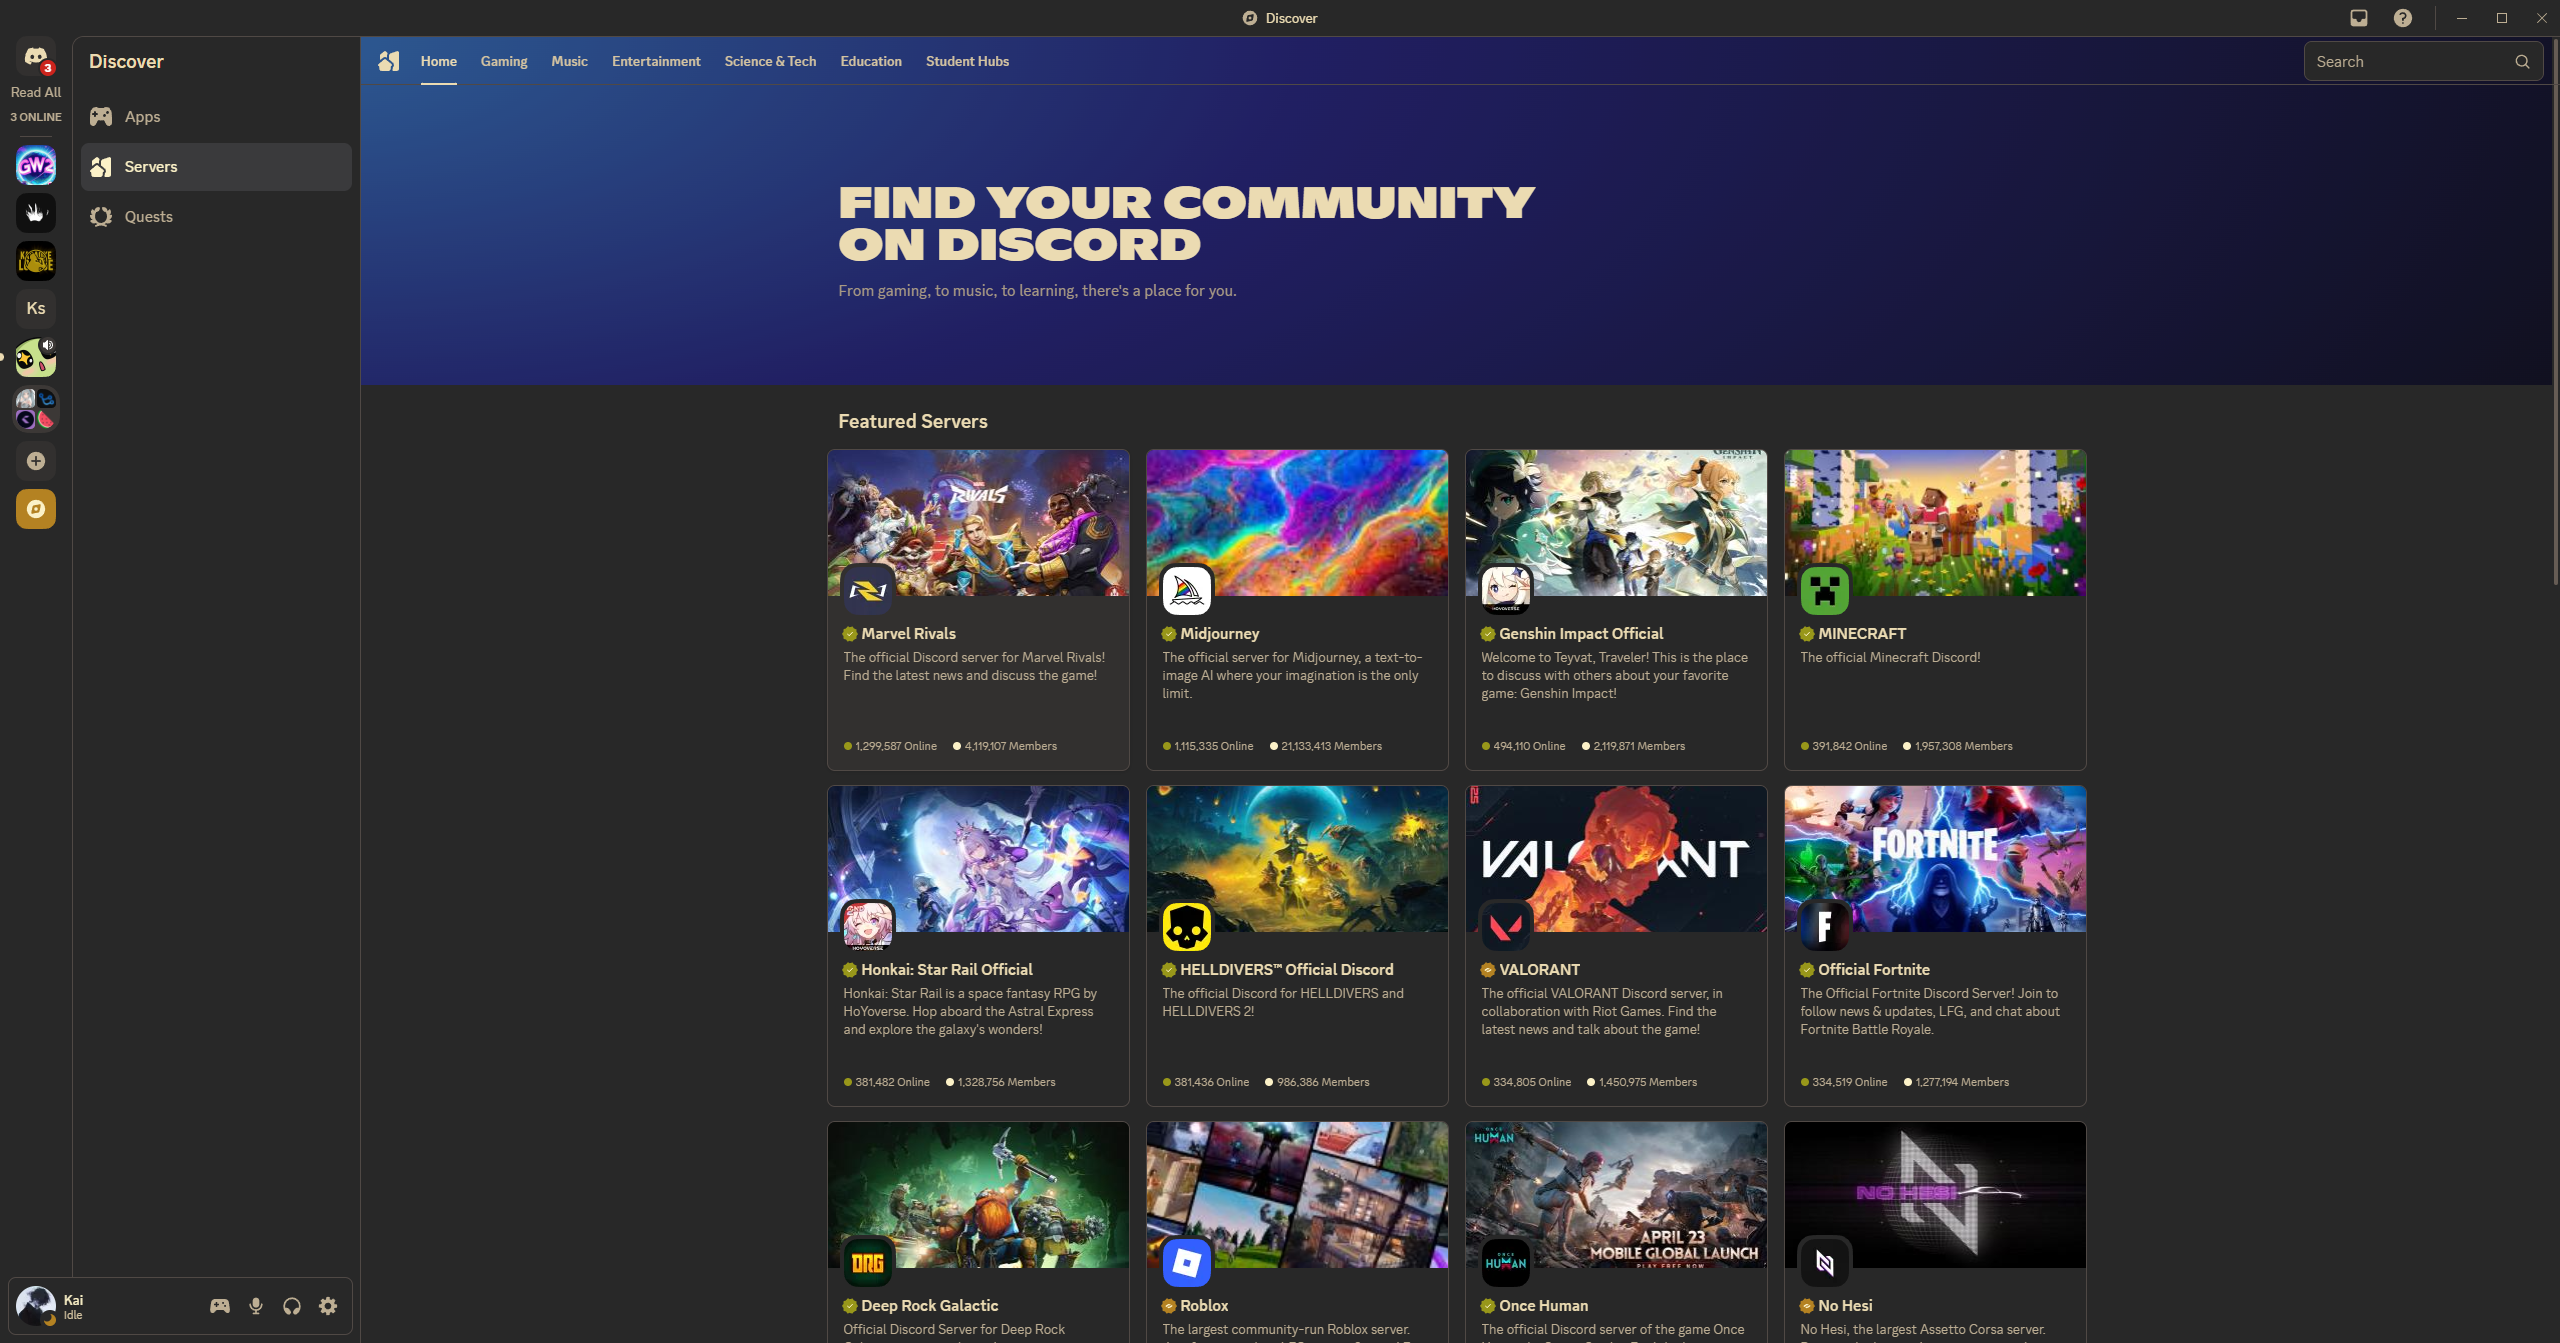 Discover
3
Read All
3 ONLINE
GW2
Ks
Discover
Apps
Servers
Quests
Home
Gaming
Music
Entertainment
Science & Tech
Education
Student Hubs
Search
FIND YOUR COMMUNITY
ON DISCORD
From gaming, to music, to learning, there's a place for you.
Featured Servers
MARVEL
RIVALS
Marvel Rivals
The official Discord server for Marvel Rivals!
Find the latest news and discuss the game!
1,299,587 Online
4,119,107 Members
Midjourney
The official server for Midjourney, a text-to-
image AI where your imagination is the only
limit.
1,115,335 Online
21,133,413 Members
GENSHIN
IMPACT
HOYOVERSE
Genshin Impact Official
Welcome to Teyvat, Traveler! This is the place
to discuss with others about your favorite
game: Genshin Impact!
494,110 Online
2,119,871 Members
MINECRAFT
The official Minecraft Discord!
391,842 Online
1,957,308 Members
HOYOVERSE
Honkai: Star Rail Official
Honkai: Star Rail is a space fantasy RPG by
HoYoverse. Hop aboard the Astral Express
and explore the galaxy's wonders!
381,482 Online
1,328,756 Members
HELLDIVERS™ Official Discord
The official Discord for HELLDIVERS and
HELLDIVERS 2!
381,436 Online
986,386 Members
VALORANT
VALORANT
The official VALORANT Discord server, in
collaboration with Riot Games. Find the
latest news and talk about the game!
334,805 Online
1,450,975 Members
FORTNITE
F
Official Fortnite
The Official Fortnite Discord Server! Join to
follow news & updates, LFG, and chat about
Fortnite Battle Royale.
334,519 Online
1,277,194 Members
DRG
Deep Rock Galactic
Official Discord Server for Deep Rock
Roblox
The largest community-run Roblox server.
ONCE
HUMAN
APRIL 23
MOBILE GLOBAL LAUNCH
PLAY FREE NOW
ONCE
HUMAN
Once Human
The official Discord server of the game Once
NO HESI
No Hesi
No Hesi, the largest Assetto Corsa server.
Kai
Idle